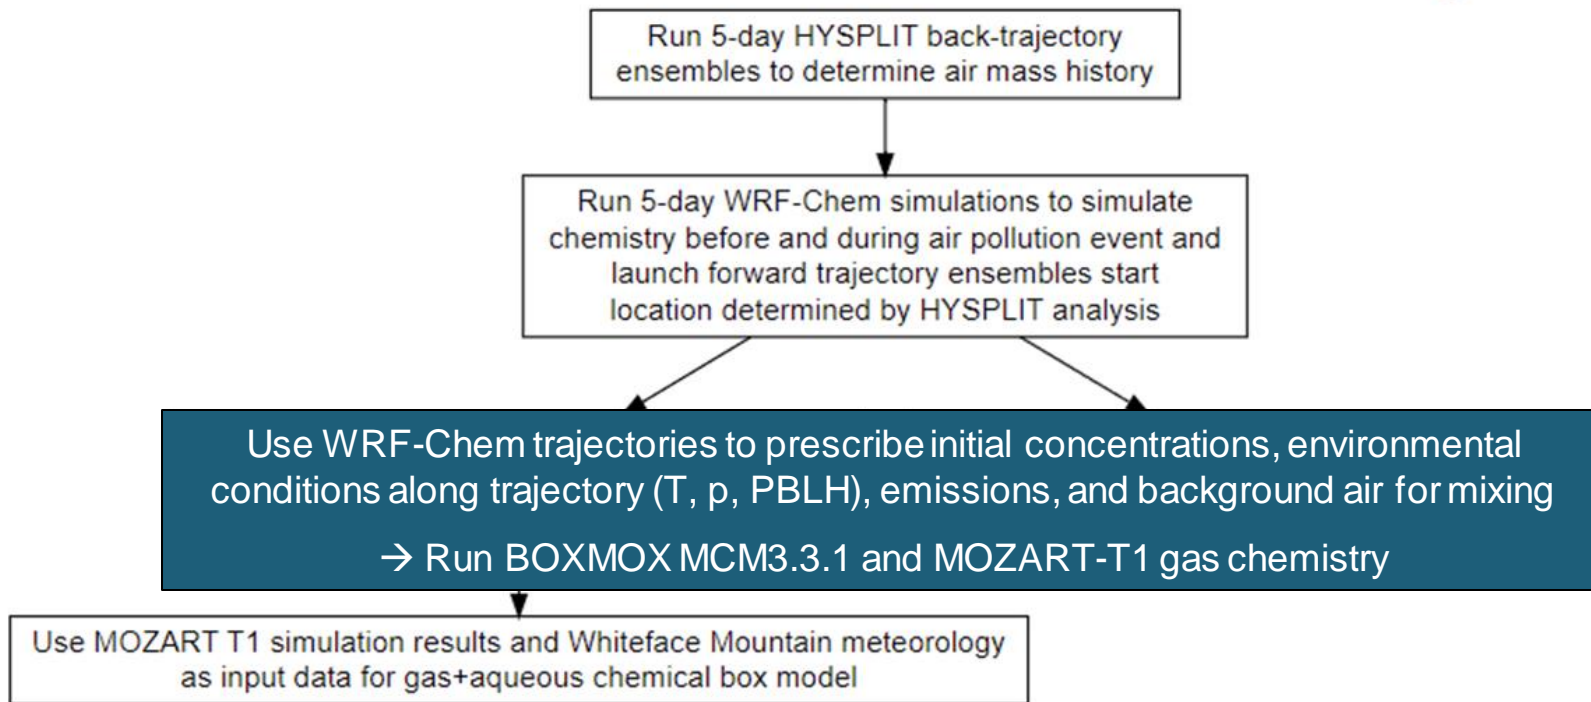 Run 5-day HYSPLIT back-trajectory
ensembles to determine air mass history
Run 5-day WRF-Chem simulations to simulate
chemistry before and during air pollution event and
launch forward trajectory ensembles start
location determined by HYSPLIT analysis
Use WRF-Chem trajectories to prescribe initial concentrations, environmental
conditions along trajectory (T, p, PBLH), emissions, and background air for mixing
→ Run BOXMOX MCM3.3.1 and MOZART-T1 gas chemistry
Use MOZART T1 simulation results and Whiteface Mountain meteorology
as input data for gas+aqueous chemical box model